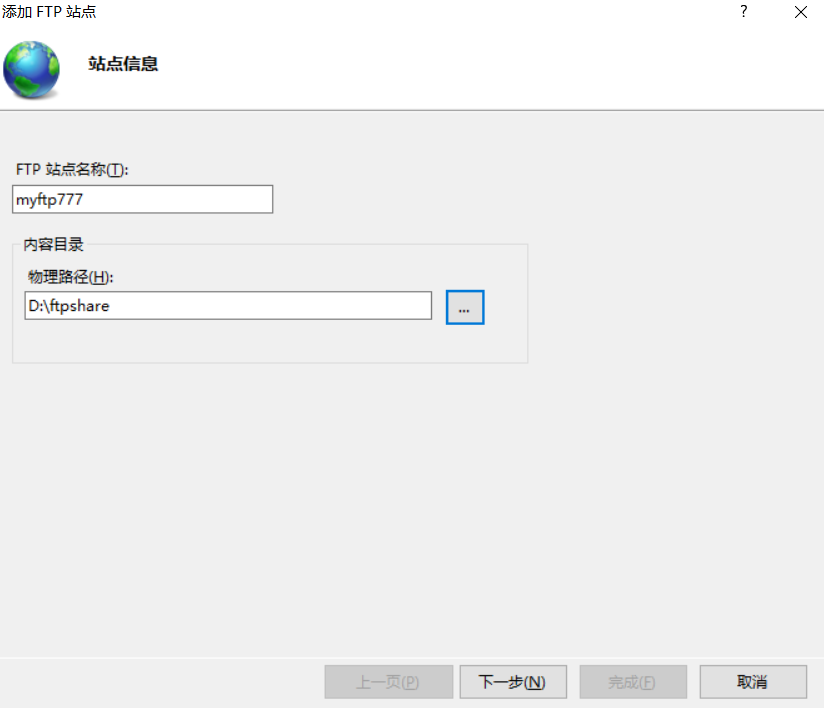 添加 FTP 站点
?
站点信息
FTP 站点名称(T):
myftp777
内容目录
物理路径(H):
D:\ftpshare
...
上一页(P) 下一步(N) 完成(F) 取消